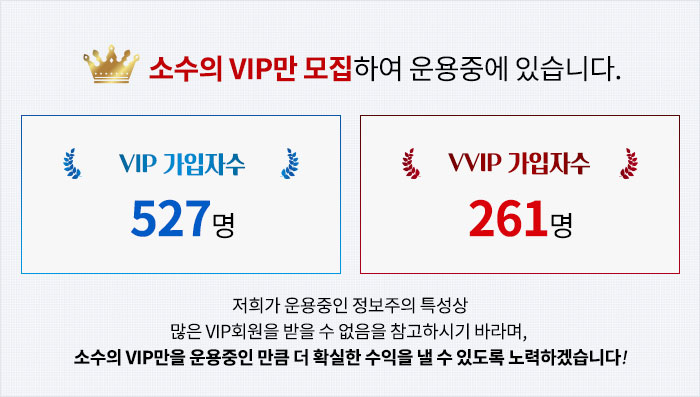 소수의 VIP만 모집하여 운용중에 있습니다.
VIP 가입자수
527명
VVIP 가입자수
261명
저희가 운용중인 정보주의 특성상
많은 VIP회원을 받을 수 없음을 참고하시기 바라며,
소수의 VIP만을 운용중인 만큼 더 확실한 수익을 낼 수 있도록 노력하겠습니다!